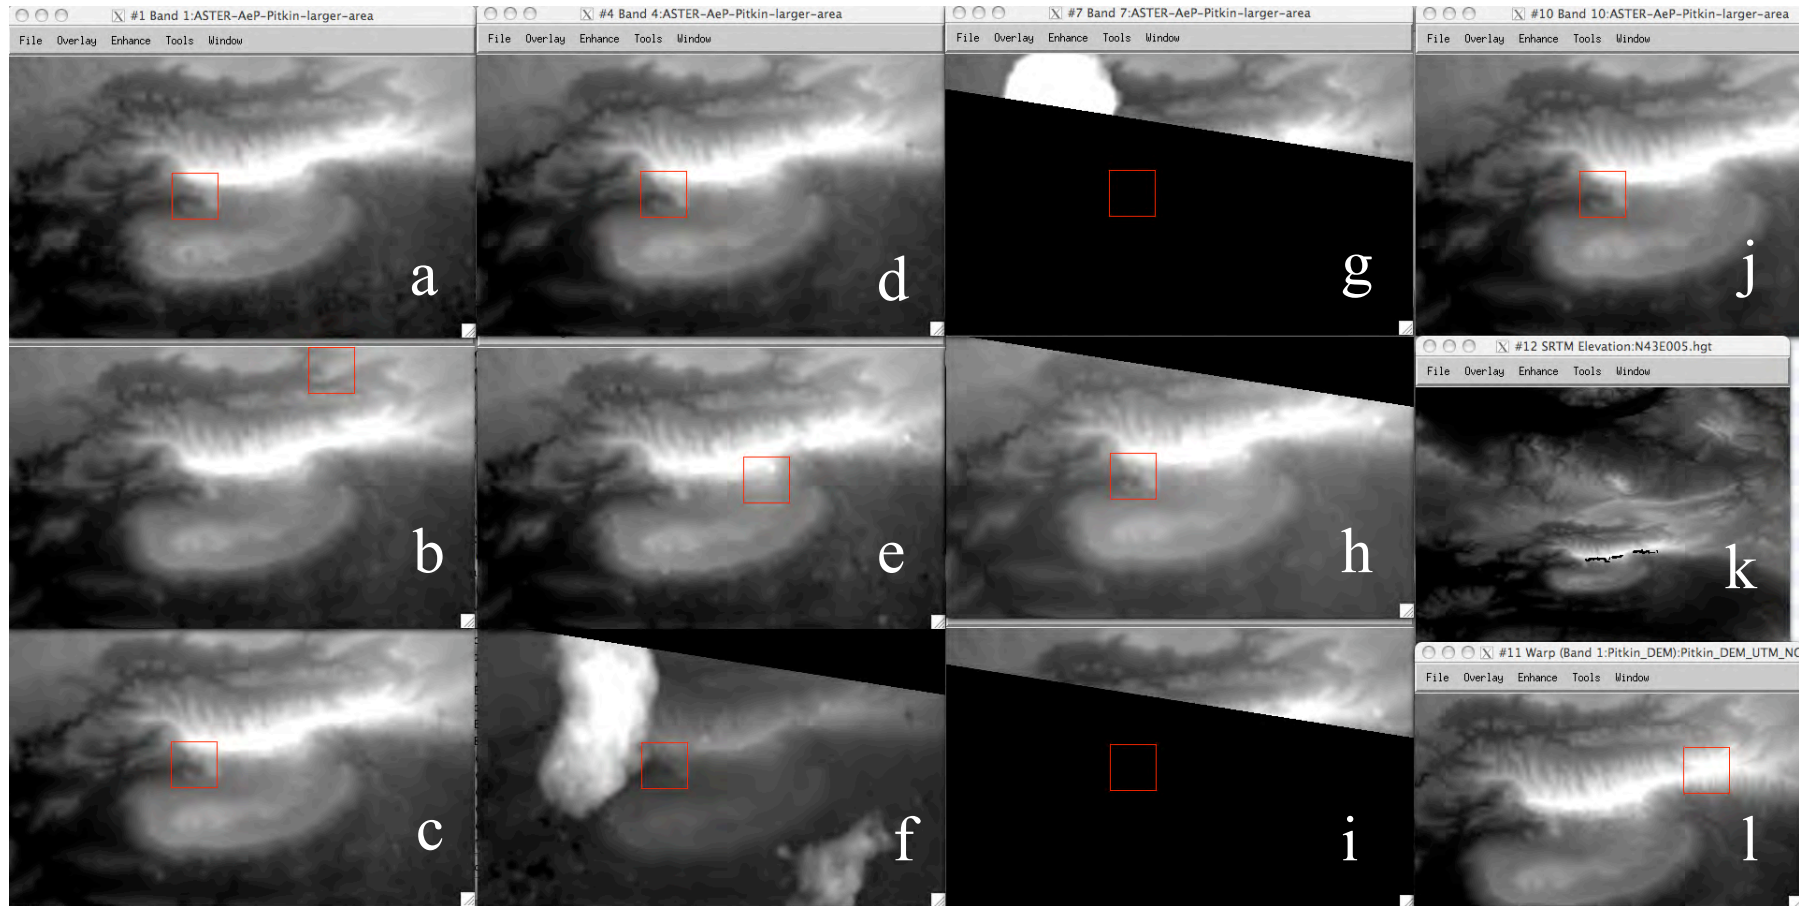 #1 Band 1:ASTER-AeP-Pitkin-larger-area
File Overlay Enhance Tools Window
a
#4 Band 4:ASTER-AeP-Pitkin-larger-area
File Overlay Enhance Tools Window
d
#7 Band 7:ASTER-AeP-Pitkin-larger-area
File Overlay Enhance Tools Window
g
#10 Band 10:ASTER-AeP-Pitkin-larger-area
File Overlay Enhance Tools Window
j
b
e
h
#12 SRTM Elevation:N43E005.hgt
File Overlay Enhance Tools Window
k
c
f
i
#11 Warp (Band 1:Pitkin_DEM):Pitkin_DEM_UTM_NO
File Overlay Enhance Tools Window
l